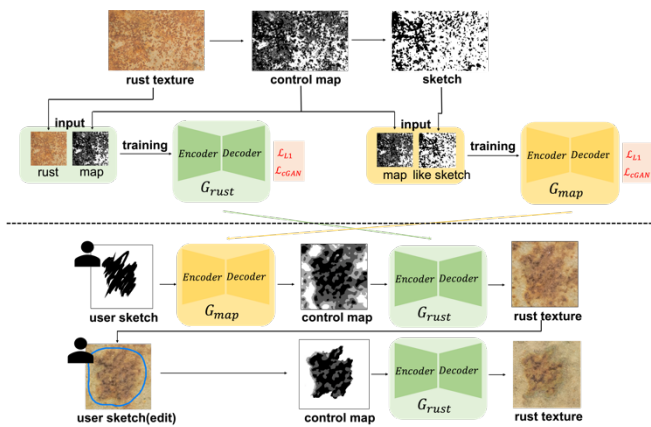 rust texture
control map
sketch
input
rust
map
training
Encoder
Decoder
G_rust
ℒ_L1
ℒ_cGAN
input
map
like sketch
training
Encoder
Decoder
G_map
ℒ_L1
ℒ_cGAN
user sketch
Encoder
Decoder
G_map
control map
Encoder
Decoder
G_rust
rust texture
user sketch(edit)
control map
Encoder
Decoder
G_rust
rust texture